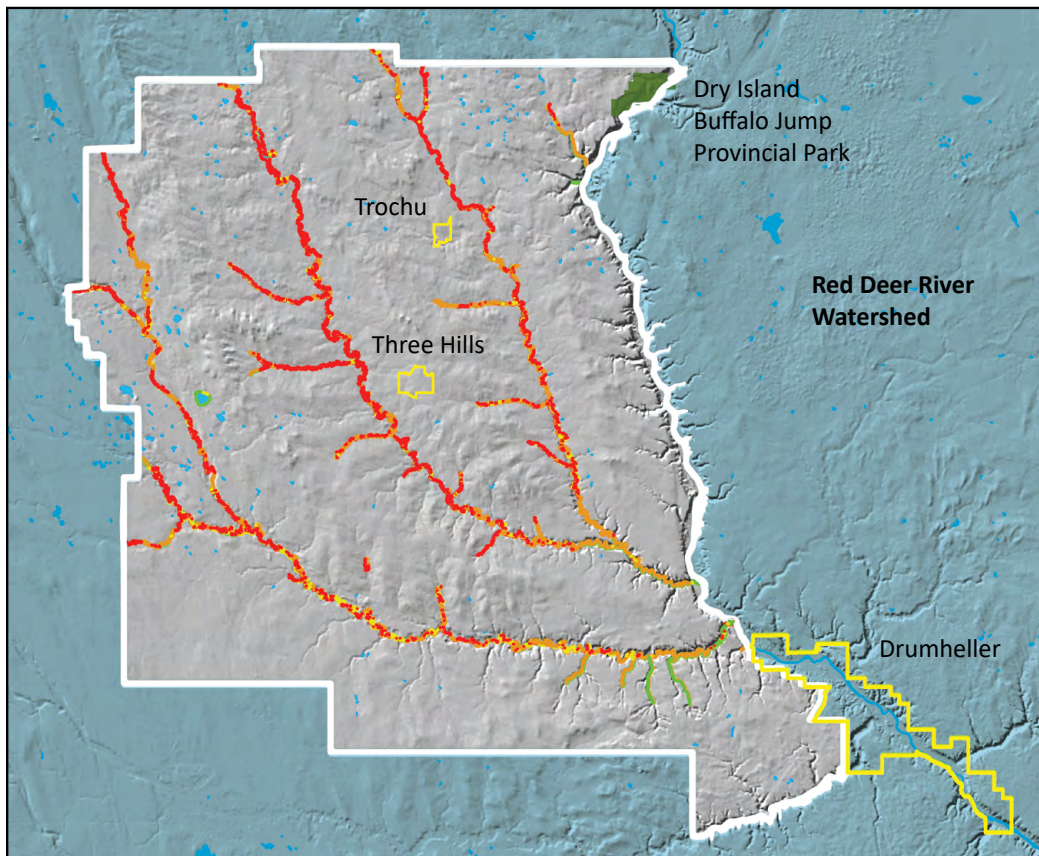 Dry Island
Buffalo Jump
Provincial Park
Trochu
Red Deer River
Watershed
Three Hills
Drumheller